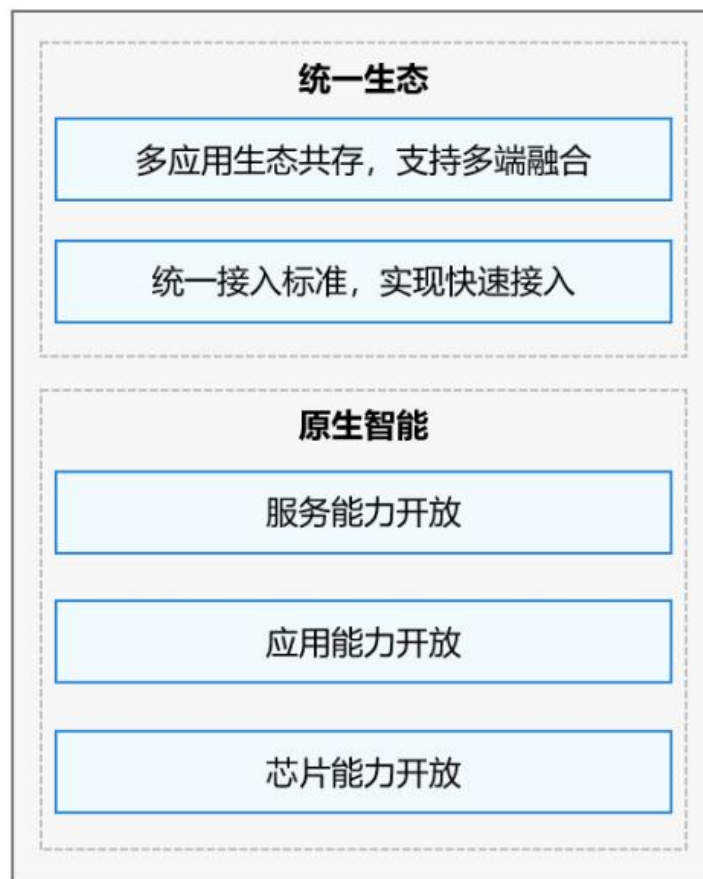 统一生态
多应用生态共存，支持多端融合
统一接入标准，实现快速接入
原生智能
服务能力开放
应用能力开放
芯片能力开放